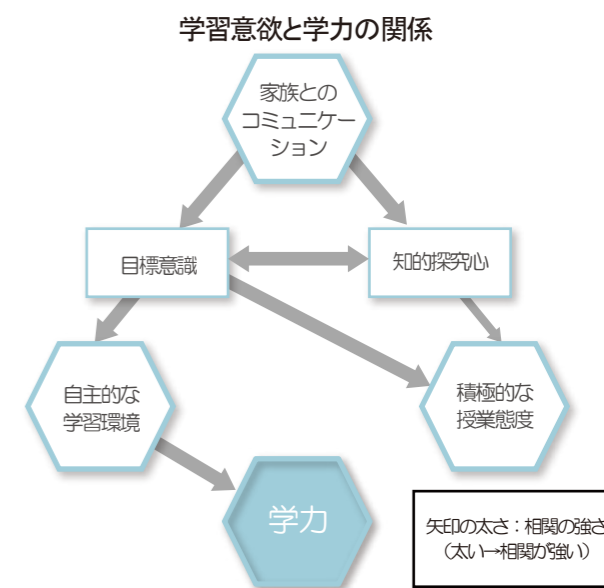 学習意欲と学力の関係
家族との
コミュニケー
ション
目標意識
知的探究心
自主的な
学習環境
積極的な
授業態度
学力
矢印の太さ：相関の強さ
（太い→相関が強い）